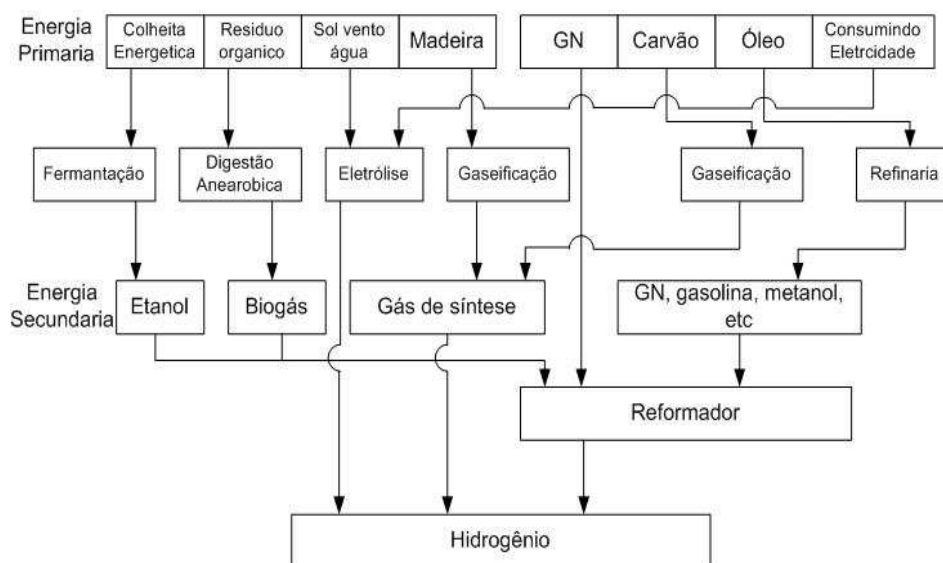 Energia
Primaria
Colheita
Energetica
Residuo
organico
Sol vento
água
Madeira
GN
Carvão
Óleo
Consumindo
Eletrcidade
Fermantação
Digestão
Anearobica
Eletrólise
Gaseificação
Gaseificação
Refinaria
Energia
Secundaria
Etanol
Biogás
Gás de síntese
GN, gasolina, metanol,
etc
Reformador
Hidrogênio